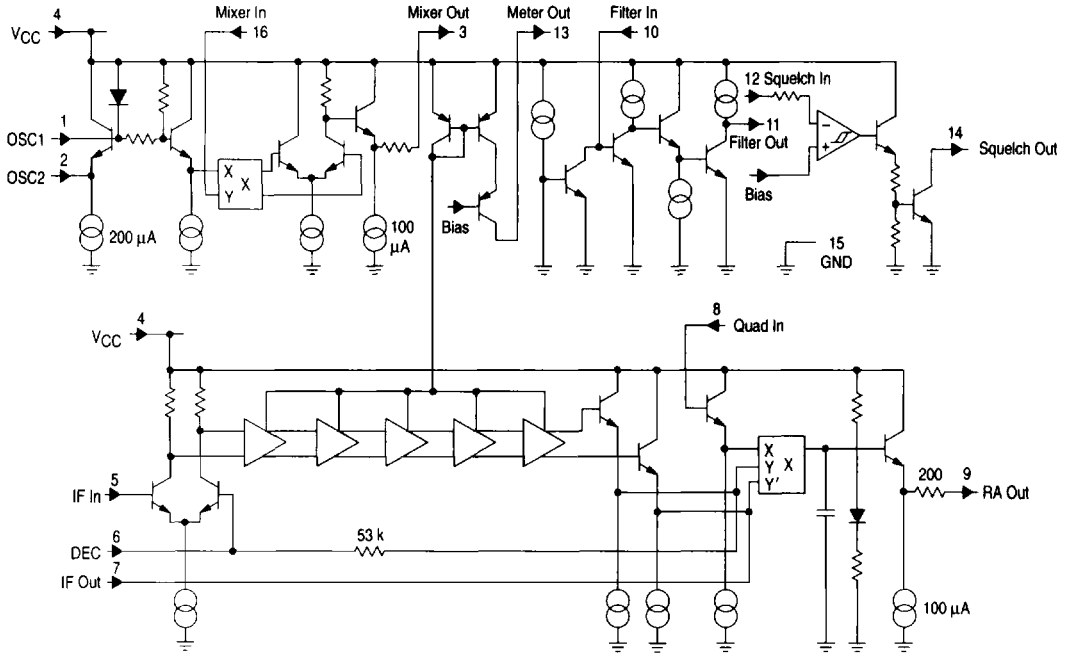 4 Mixer In Mixer Out Meter Out Filter In
VCC 16 3 13 10
12 Squelch In
1
OSC1
11
Filter Out
14
Squelch Out
2
OSC2
X
Y
X
−
+
Bias
Bias
200 µA
100
µA
15
GND
4
VCC
8
Quad In
X
Y
Y'
X
5
IF In
200
9
RA Out
6
DEC
53 k
7
IF Out
100 µA